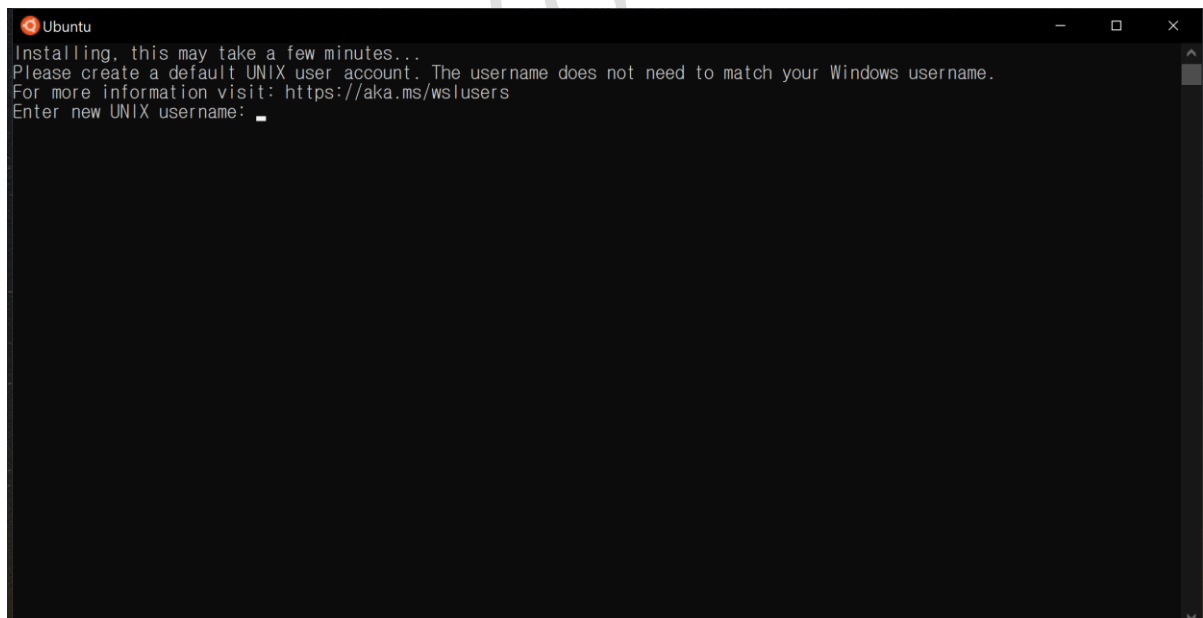 Ubuntu
Installing, this may take a few minutes...
Please create a default UNIX user account. The username does not need to match your Windows username.
For more information visit: https://aka.ms/wslusers
Enter new UNIX username: